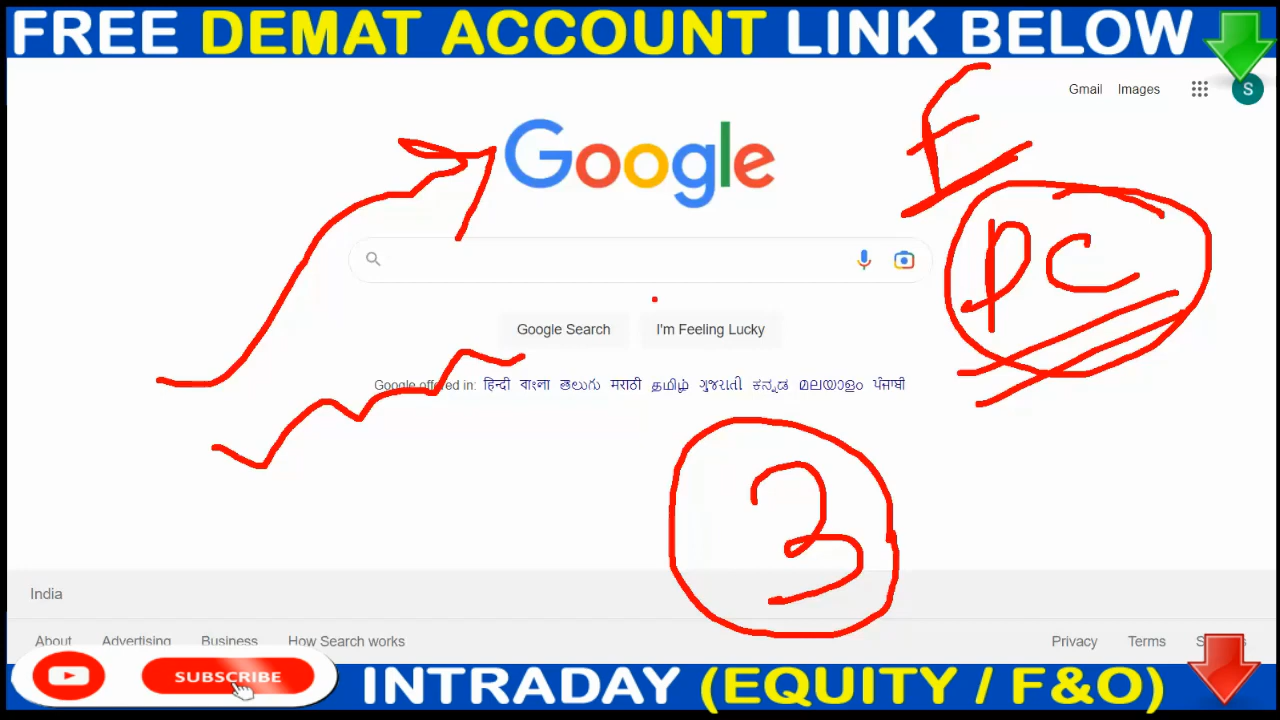 FREE DEMAT ACCOUNT LINK BELOW
Gmail Images S
Google
F
PC
Google Search I'm Feeling Lucky
Google offered in: हिन्दी বাংলা తెలుగు मराठी தமிழ் ગુજરાતી ಕನ್ನಡ മലയാളം ਪੰਜਾਬੀ
3
India
About Advertising Business How Search works Privacy Terms
SUBSCRIBE
INTRADAY (EQUITY / F&O)